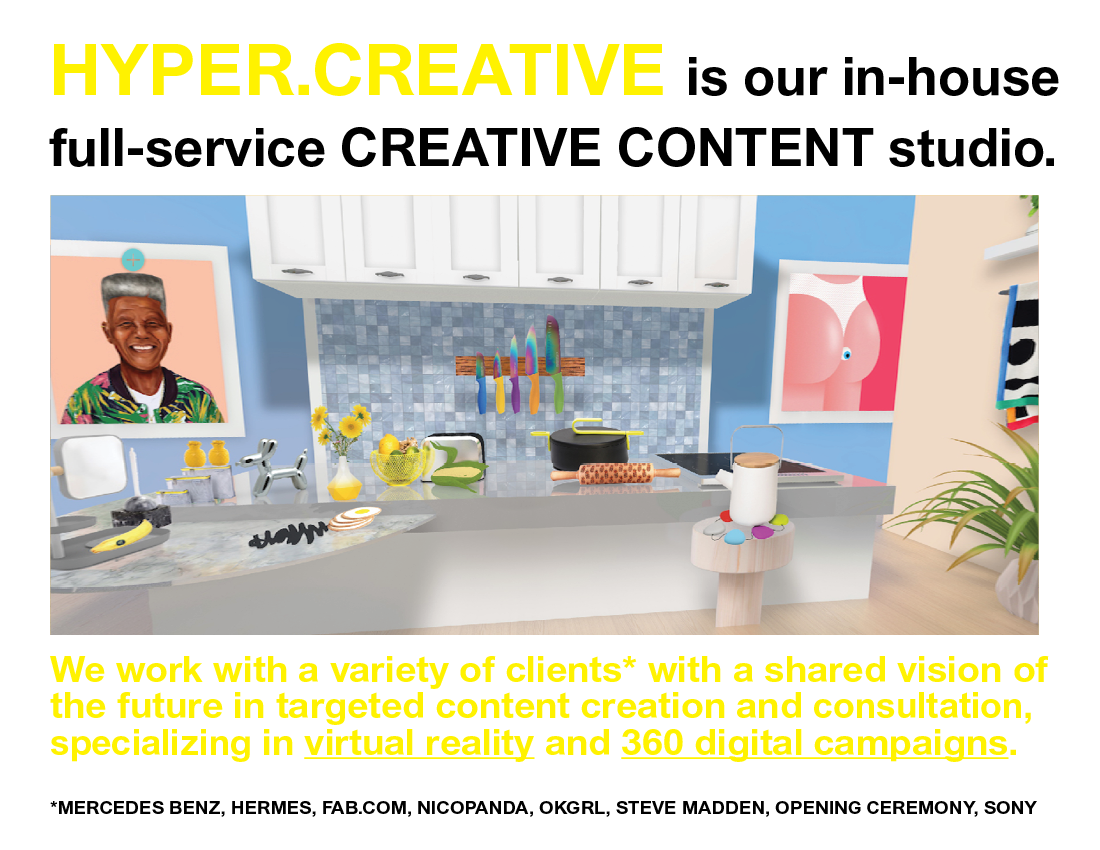 HYPER.CREATIVE is our in-house
full-service CREATIVE CONTENT studio.
We work with a variety of clients* with a shared vision of
the future in targeted content creation and consultation,
specializing in virtual reality and 360 digital campaigns.
*MERCEDES BENZ, HERMES, FAB.COM, NICOPANDA, OKGRL, STEVE MADDEN, OPENING CEREMONY, SONY